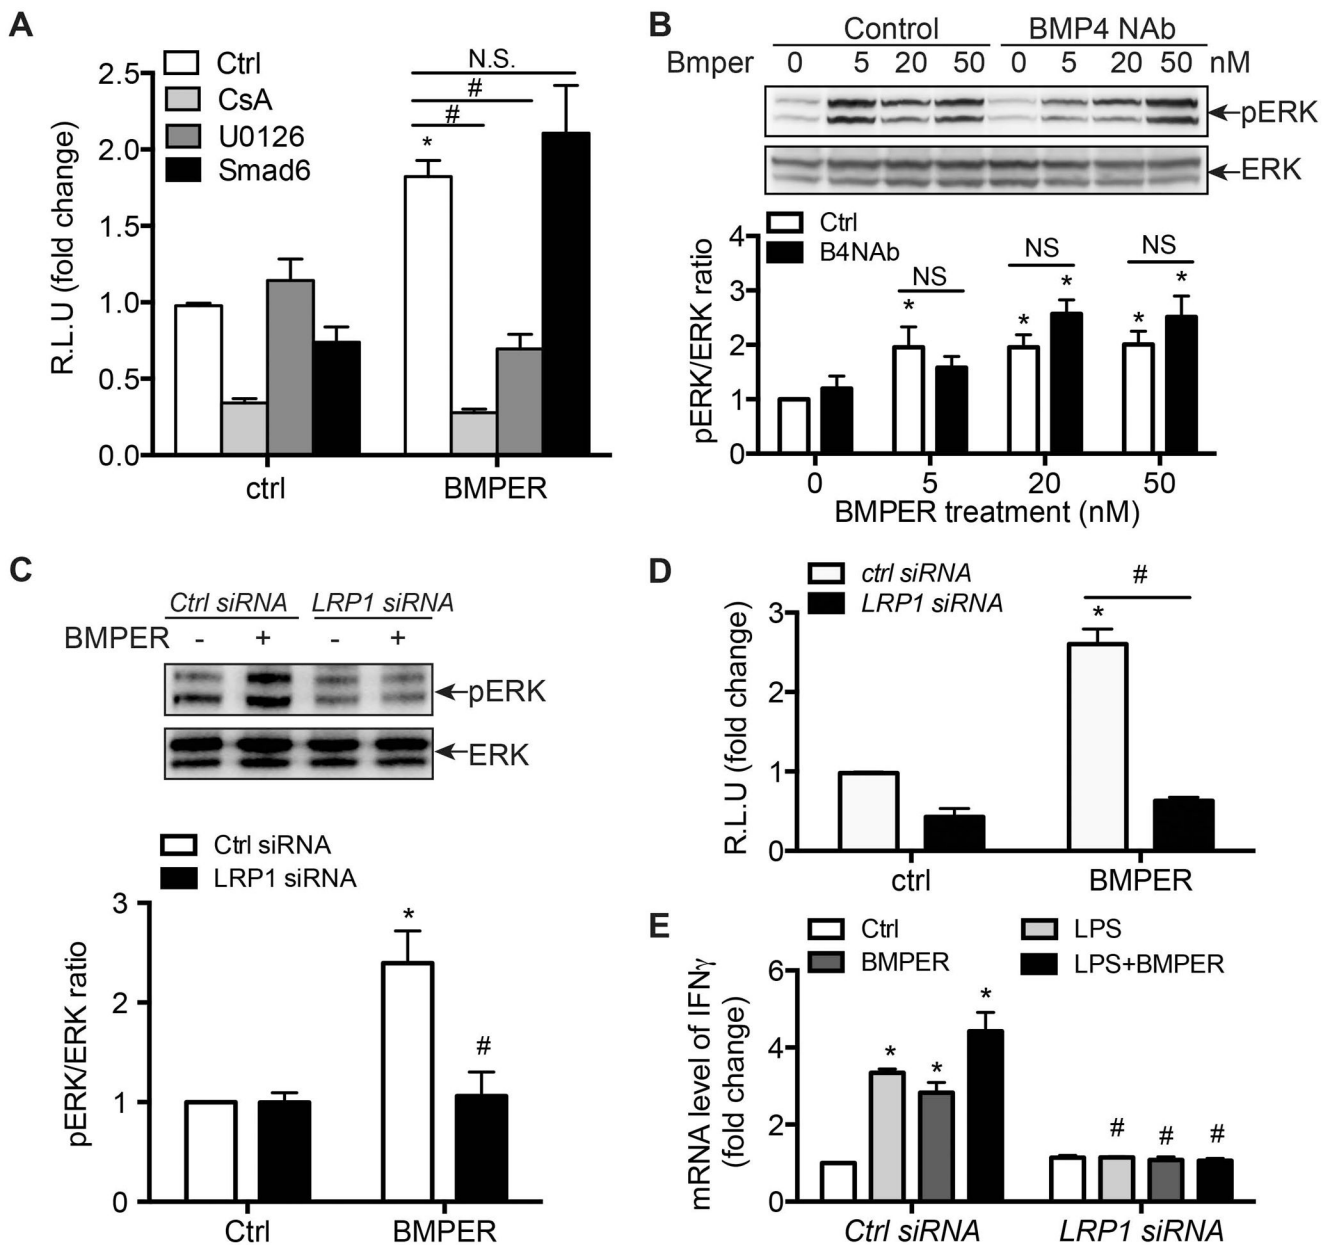 A
Ctrl
CsA
U0126
Smad6
N.S.
#
#
*
2.5
2.0
1.5
1.0
0.5
0.0
R.L.U (fold change)
ctrl BMPER
B
Control BMP4 NAb
Bmper 0 5 20 50 0 5 20 50 nM
pERK
ERK
Ctrl
B4NAb
NS NS NS
* * * * *
4
3
2
1
0
pERK/ERK ratio
0 5 20 50
BMPER treatment (nM)
C
Ctrl siRNA LRP1 siRNA
BMPER - + - +
pERK
ERK
Ctrl siRNA
LRP1 siRNA
* #
3
2
1
0
pERK/ERK ratio
Ctrl BMPER
D
ctrl siRNA
LRP1 siRNA
#
*
3
2
1
0
R.L.U (fold change)
ctrl BMPER
E
Ctrl LPS
BMPER LPS+BMPER
* * * # # #
6
4
2
0
mRNA level of IFNγ
(fold change)
Ctrl siRNA LRP1 siRNA